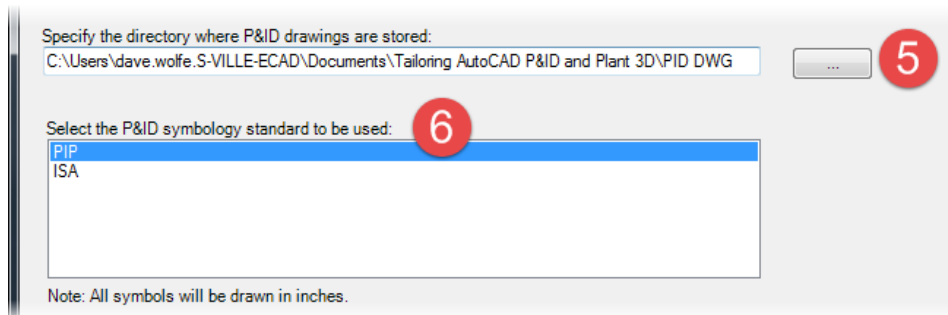 Specify the directory where P&ID drawings are stored:
C:\Users\dave.wolfe.S-VILLE-ECAD\Documents\Tailoring AutoCAD P&ID and Plant 3D\PID DWG
...
5
Select the P&ID symbology standard to be used:
6
PIP
ISA
Note: All symbols will be drawn in inches.